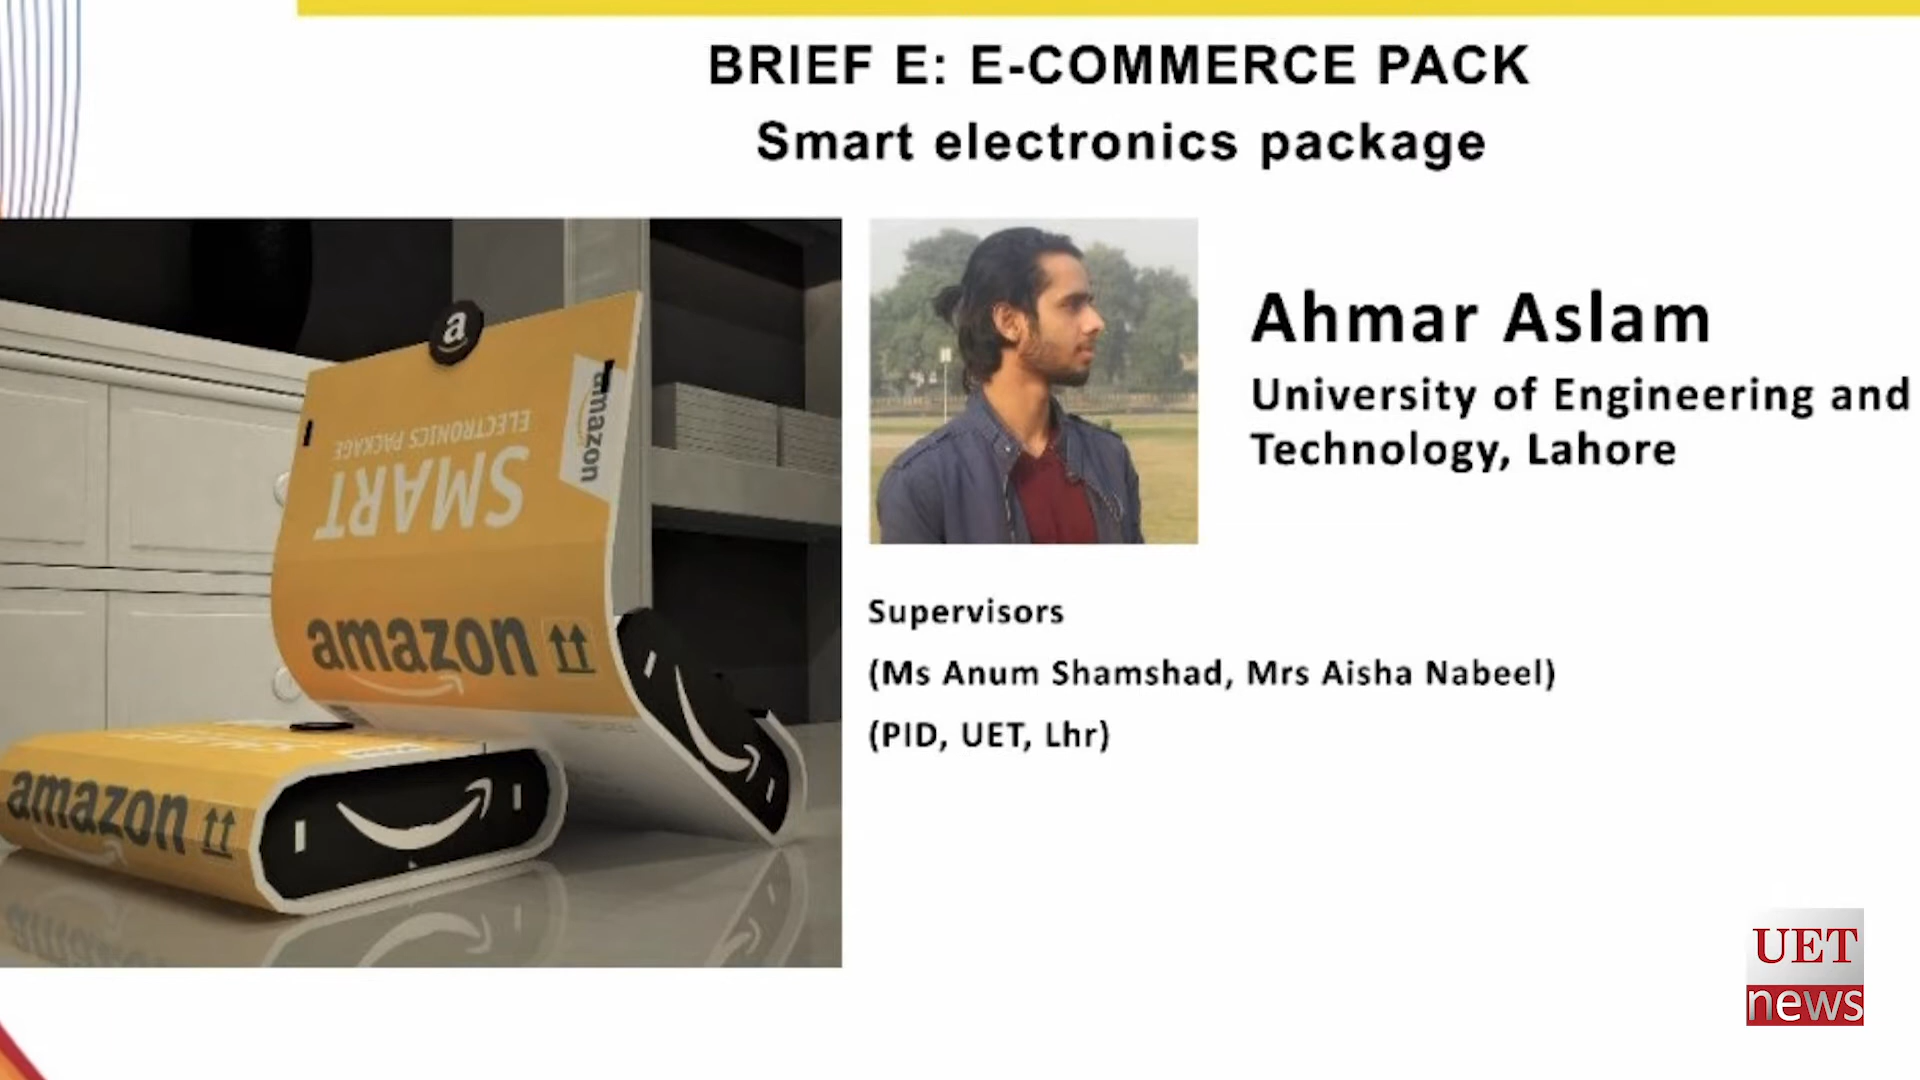 BRIEF E: E-COMMERCE PACK
Smart electronics package
a
amazon
ELECTRONICS PACKAGE
SMART
amazon
amazon
Ahmar Aslam
University of Engineering and
Technology, Lahore
Supervisors
(Ms Anum Shamshad, Mrs Aisha Nabeel)
(PID, UET, Lhr)
UET
news